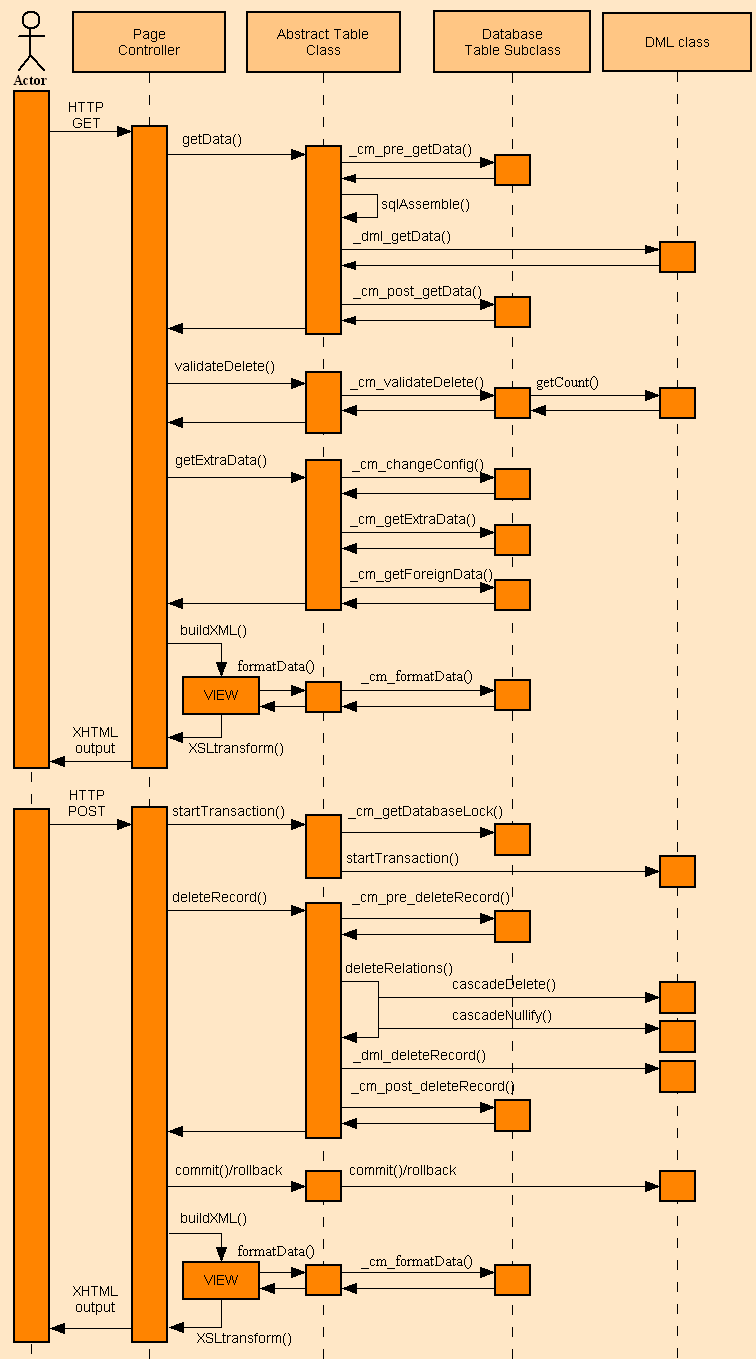 Page
Controller
Abstract Table
Class
Database
Table Subclass
DML class
Actor
HTTP
GET
getData()
_cm_pre_getData()
sqlAssemble()
_dml_getData()
_cm_post_getData()
validateDelete()
_cm_validateDelete()
getCount()
getExtraData()
_cm_changeConfig()
_cm_getExtraData()
_cm_getForeignData()
buildXML()
formatData()
_cm_formatData()
VIEW
XHTML
output
XSLtransform()
HTTP
POST
startTransaction()
_cm_getDatabaseLock()
startTransaction()
deleteRecord()
_cm_pre_deleteRecord()
deleteRelations()
cascadeDelete()
cascadeNullify()
_dml_deleteRecord()
_cm_post_deleteRecord()
commit()/rollback
commit()/rollback
buildXML()
formatData()
_cm_formatData()
VIEW
XHTML
output
XSLtransform()